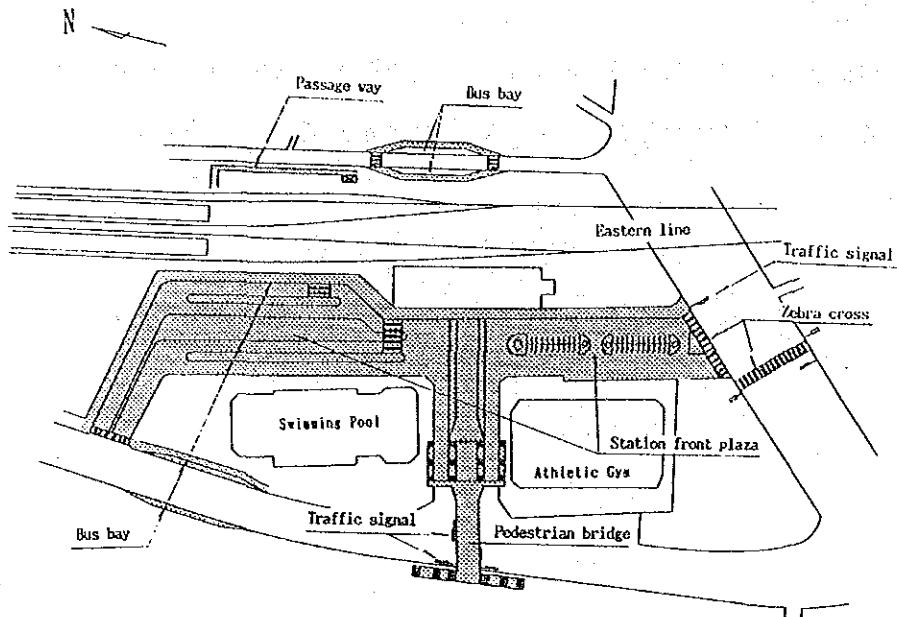 N
Passage way
Bus bay
Eastern line
Traffic signal
Zebra cross
Swimming Pool
Station front plaza
Athletic Gym
Traffic signal
Pedestrian bridge
Bus bay